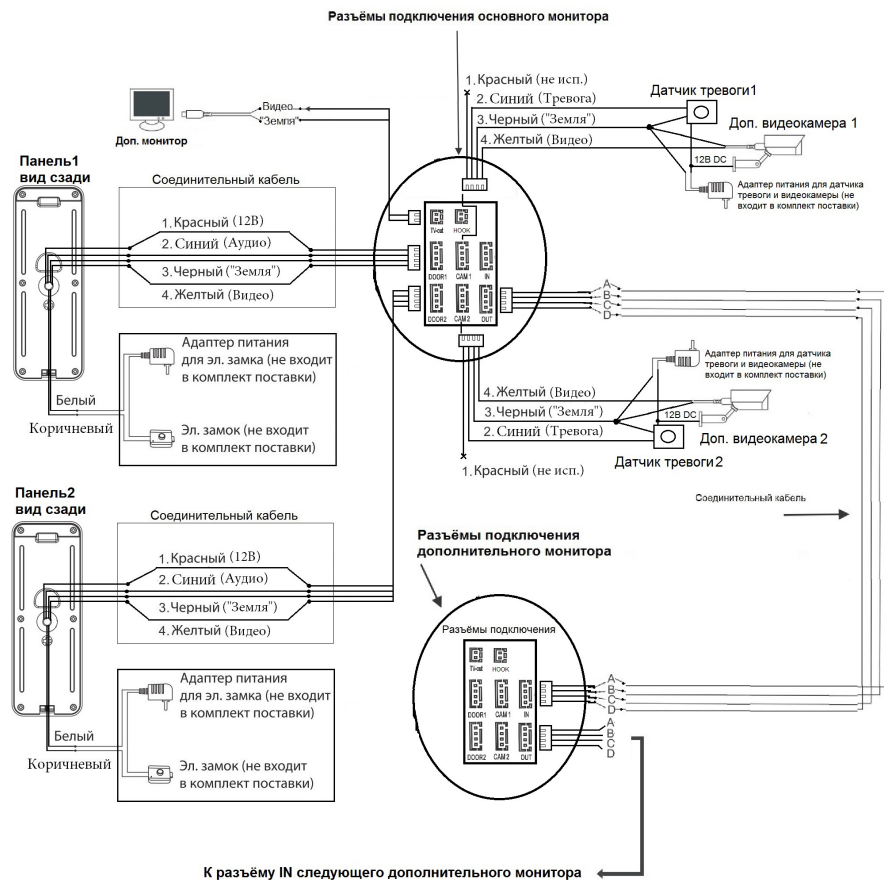 Разъёмы подключения основного монитора
1. Красный (не исп.)
2. Синий (Тревога)
3. Черный ("Земля")
4. Желтый (Видео)
Датчик тревоги1
Доп. видеокамера 1
12В DC
Адаптер питания для датчика
тревоги и видеокамеры (не
входит в комплект поставки)
Видео
"Земля"
Доп. монитор
Панель1
вид сзади
Соединительный кабель
1. Красный (12В)
2. Синий (Аудио)
3. Черный ("Земля")
4. Желтый (Видео)
TV-out
HOOK
DOOR1
CAM 1
IN
DOOR2
CAM 2
OUT
A
B
C
D
Адаптер питания
для эл. замка (не входит
в комплект поставки)
Белый
Коричневый
Эл. замок (не входит
в комплект поставки)
Адаптер питания для датчика
тревоги и видеокамеры (не
входит в комплект поставки)
4. Желтый (Видео)
3. Черный ("Земля")
2. Синий (Тревога)
1. Красный (не исп.)
12В DC
Доп. видеокамера 2
Датчик тревоги2
Соединительный кабель
Панель2
вид сзади
Соединительный кабель
1. Красный (12В)
2. Синий (Аудио)
3. Черный ("Земля")
4. Желтый (Видео)
Адаптер питания
для эл. замка (не входит
в комплект поставки)
Белый
Коричневый
Эл. замок (не входит
в комплект поставки)
Разъёмы подключения
дополнительного монитора
Разъёмы подключения
TV-out
HOOK
DOOR1
CAM 1
IN
DOOR2
CAM 2
OUT
A
B
C
D
A
B
C
D
К разъёму IN следующего дополнительного монитора